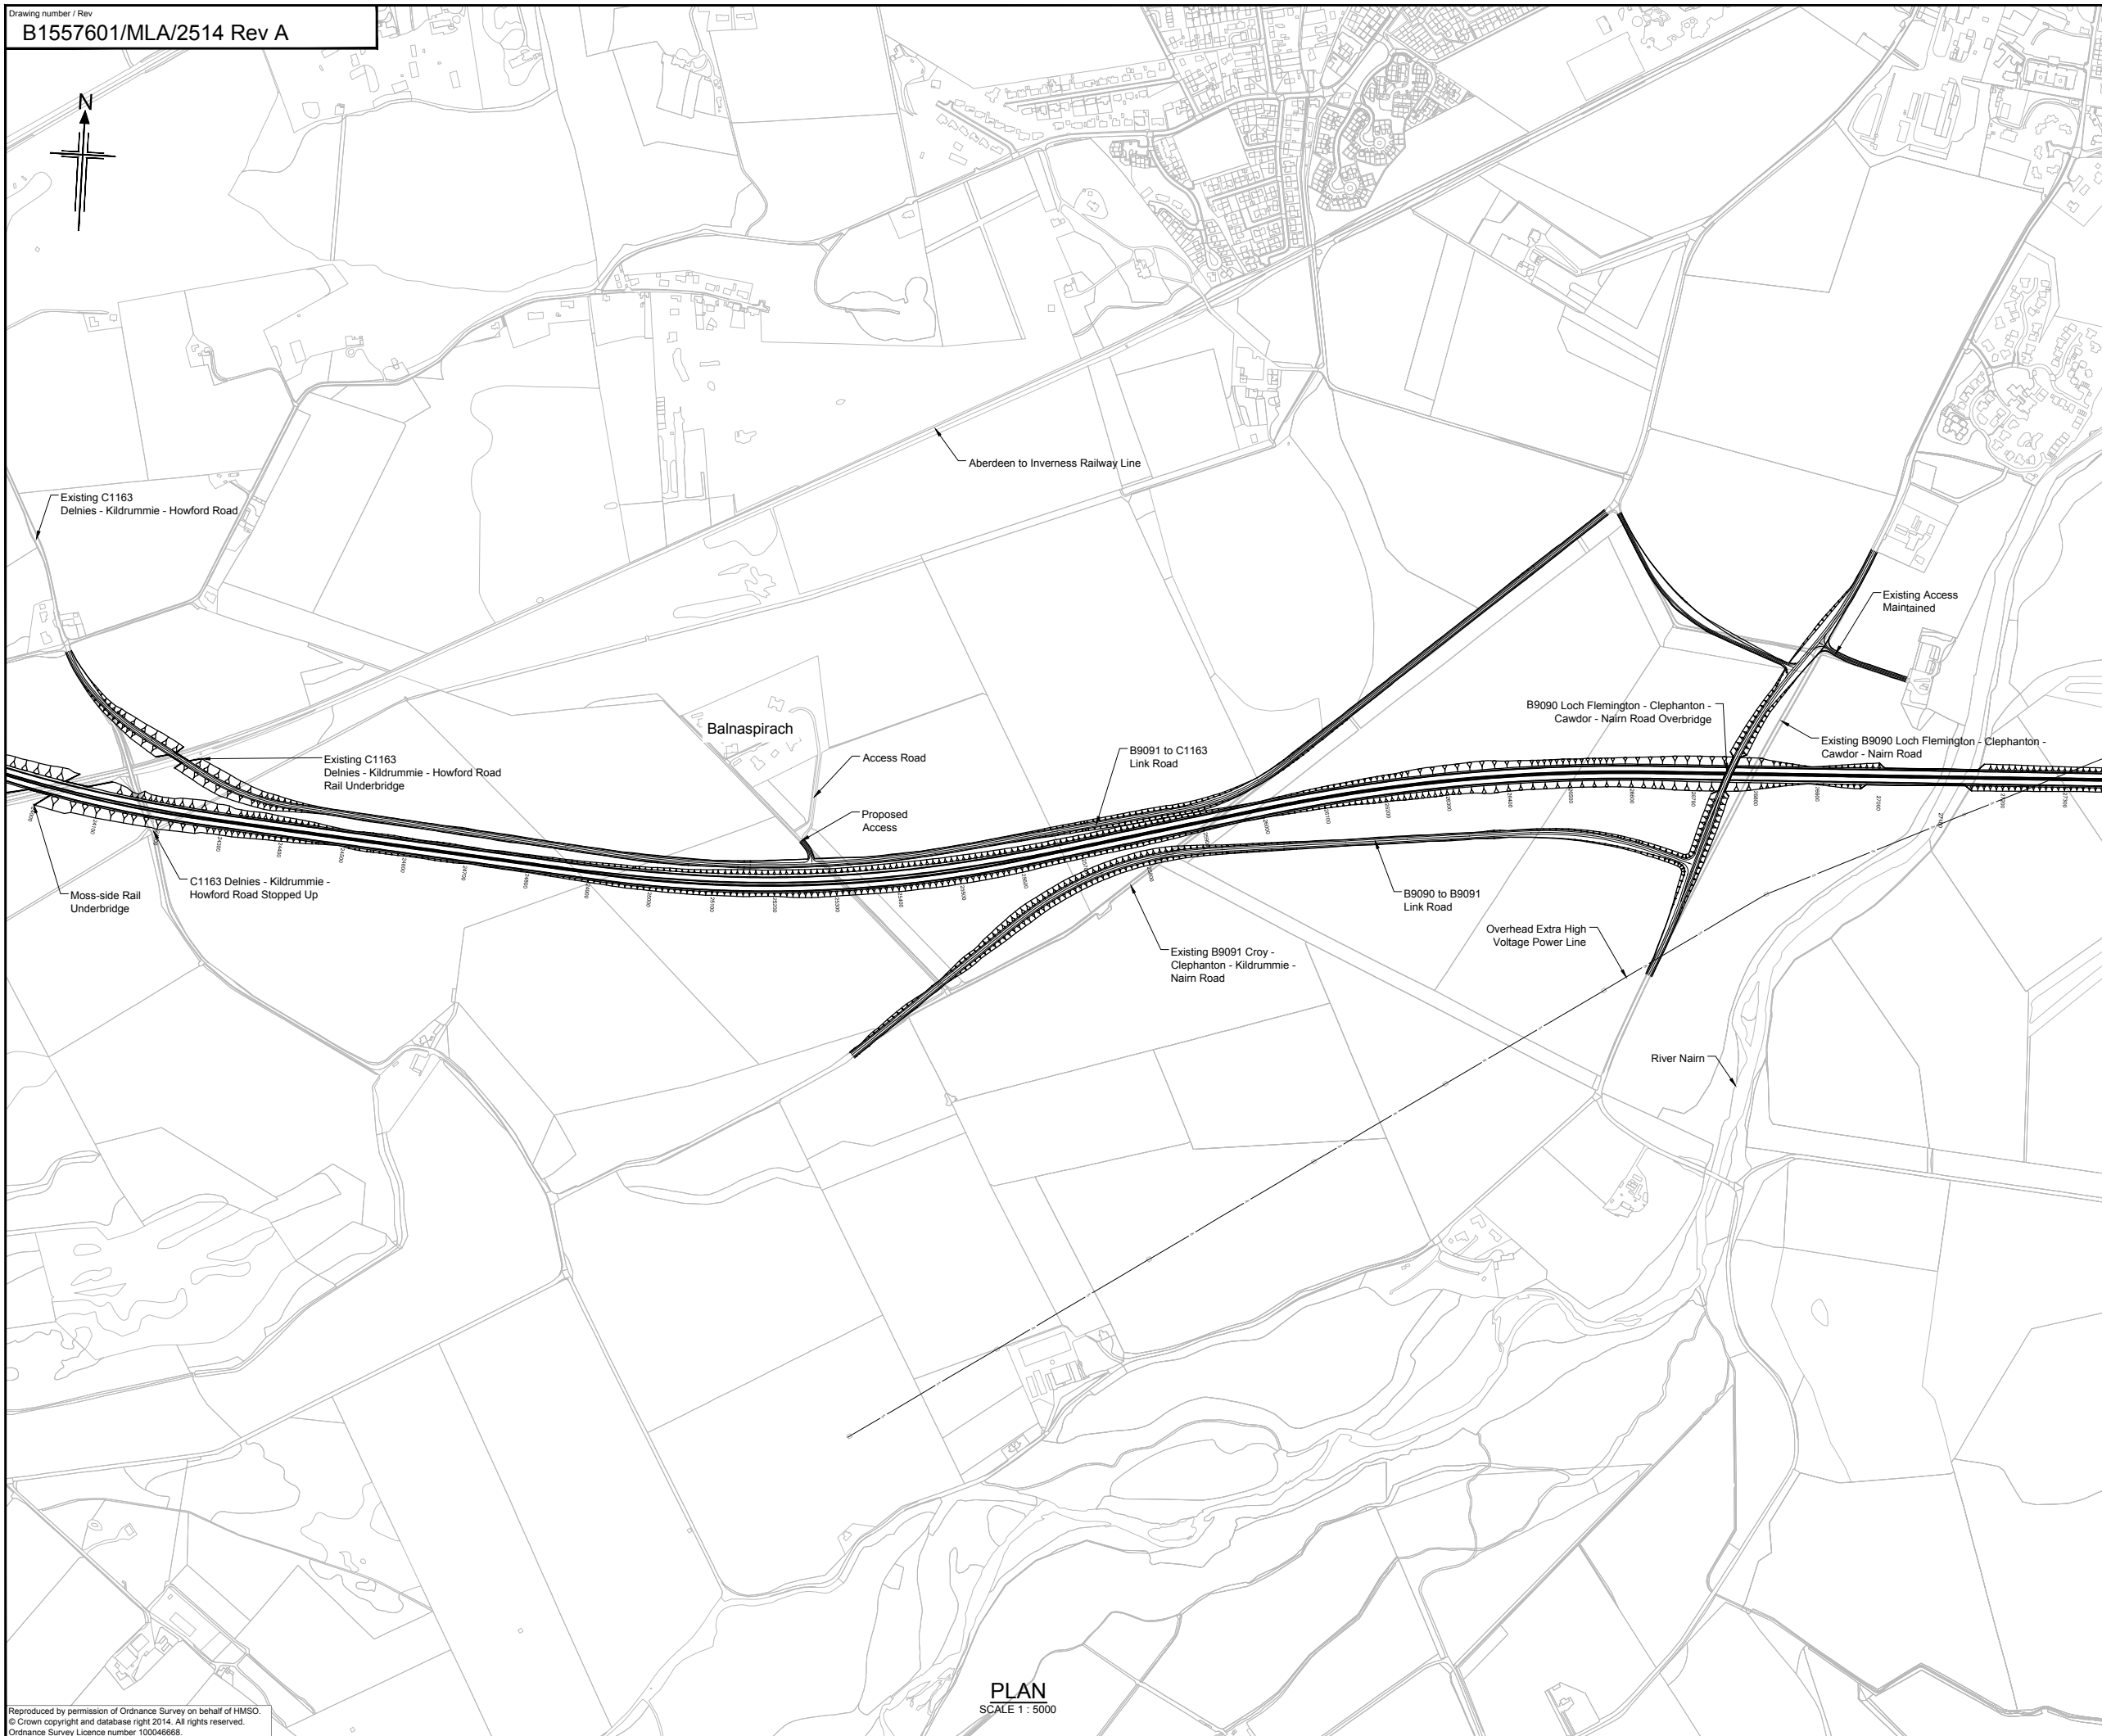 Drawing number / Rev
B1557601/MLA/2514 Rev A
N
Aberdeen to Inverness Railway Line
Existing C1163
Delnies - Kildrummie - Howford Road
Existing Access
Maintained
Balnaspirach
B9090 Loch Flemington - Clephanton -
Cawdor - Nairn Road Overbridge
Existing B9090 Loch Flemington - Clephanton -
Cawdor - Nairn Road
Existing C1163
Delnies - Kildrummie - Howford Road
Rail Underbridge
Access Road
B9091 to C1163
Link Road
Proposed
Access
Moss-side Rail
Underbridge
C1163 Delnies - Kildrummie -
Howford Road Stopped Up
B9090 to B9091
Link Road
Overhead Extra High
Voltage Power Line
Existing B9091 Croy -
Clephanton - Kildrummie -
Nairn Road
River Nairn
PLAN
SCALE 1 : 5000
Reproduced by permission of Ordnance Survey on behalf of HMSO.
© Crown copyright and database right 2014. All rights reserved.
Ordnance Survey Licence number 100046668.